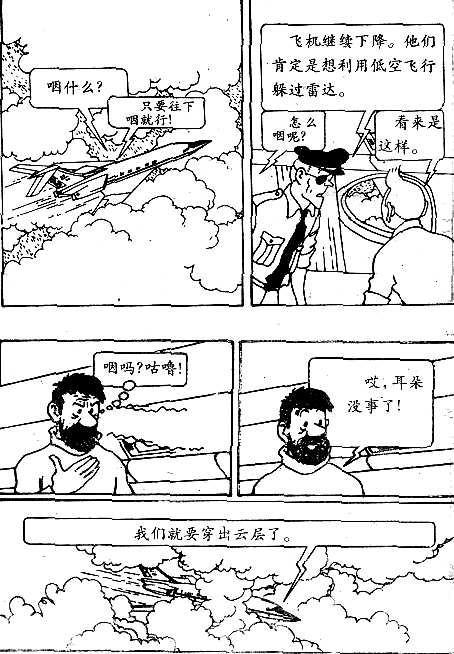 咽什么？
只要往下
咽就行！
飞机继续下降。他们
肯定是想利用低空飞行
躲过雷达。
怎么
咽呢？
看来是
这样。
咽吗？咕噜！
哎，耳朵
没事了！
我们就要穿出云层了。